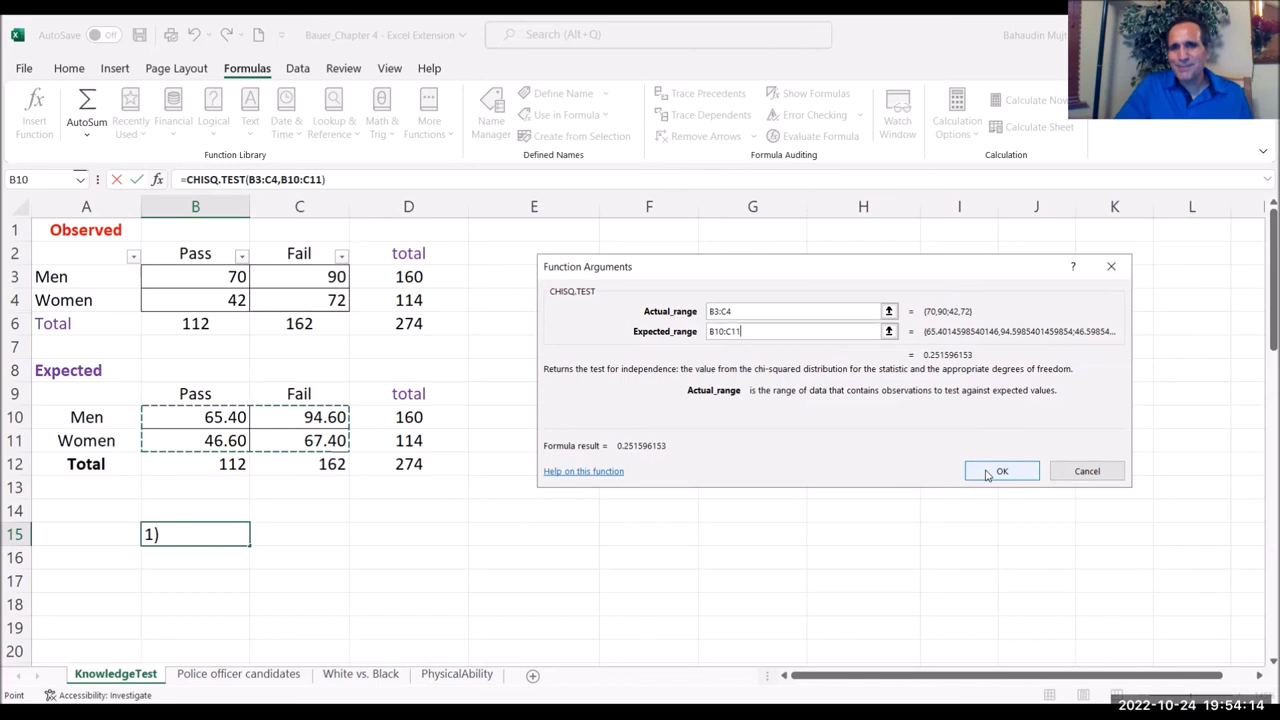 AutoSave Off Bauer_Chapter 4 - Excel Extension Search (Alt+Q) Bahaudin Mujt
File Home Insert Page Layout Formulas Data Review View Help
fx Insert Function
Σ AutoSum
Recently Used
Financial
Logical
Text
Date & Time
Lookup & Reference
Math & Trig
More Functions
Function Library
Name Manager
Define Name
Use in Formula
Create from Selection
Defined Names
Trace Precedents
Trace Dependents
Remove Arrows
Show Formulas
Error Checking
Evaluate Formula
Formula Auditing
Watch Window
Calculation Options
Calculate Now
Calculate Sheet
Calculation
B10 fx =CHISQ.TEST(B3:C4,B10:C11)
A B C D E F G H I J K L
1 Observed
2 Pass Fail total
3 Men 70 90 160
4 Women 42 72 114
6 Total 112 162 274
7
8 Expected
9 Pass Fail total
10 Men 65.40 94.60 160
11 Women 46.60 67.40 114
12 Total 112 162 274
13
14
15 1)
16
17
18
19
20
Function Arguments ?
CHISQ.TEST
Actual_range B3:C4 = {70,90;42,72}
Expected_range B10:C11 = {65.4014598540146,94.5985401459854;46.59854...
= 0.251596153
Returns the test for independence: the value from the chi-squared distribution for the statistic and the appropriate degrees of freedom.
Actual_range is the range of data that contains observations to test against expected values.
Formula result = 0.251596153
Help on this function OK Cancel
KnowledgeTest Police officer candidates White vs. Black PhysicalAbility
Point Accessibility: Investigate
2022-10-24 19:54:14